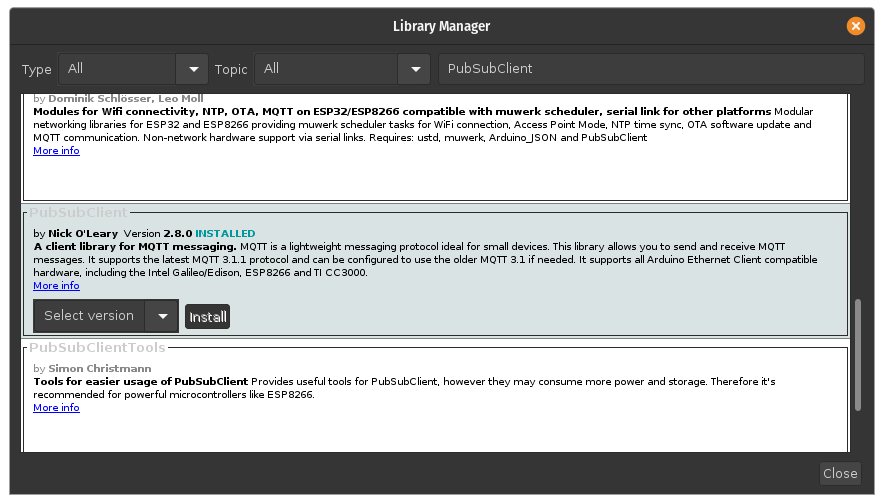 Library Manager
Type All Topic All PubSubClient
by Dominik Schlösser, Leo Moll
Modules for Wifi connectivity, NTP, OTA, MQTT on ESP32/ESP8266 compatible with muwerk scheduler, serial link for other platforms Modular
networking libraries for ESP32 and ESP8266 providing muwerk scheduler tasks for WiFi connection, Access Point Mode, NTP time sync, OTA software update and
MQTT communication. Non-network hardware support via serial links. Requires: ustd, muwerk, Arduino_JSON and PubSubClient
More info
PubSubClient
by Nick O'Leary Version 2.8.0 INSTALLED
A client library for MQTT messaging. MQTT is a lightweight messaging protocol ideal for small devices. This library allows you to send and receive MQTT
messages. It supports the latest MQTT 3.1.1 protocol and can be configured to use the older MQTT 3.1 if needed. It supports all Arduino Ethernet Client compatible
hardware, including the Intel Galileo/Edison, ESP8266 and TI CC3000.
More info
Select version Install
PubSubClientTools
by Simon Christmann
Tools for easier usage of PubSubClient Provides useful tools for PubSubClient, however they may consume more power and storage. Therefore it's
recommended for powerful microcontrollers like ESP8266.
More info
Close